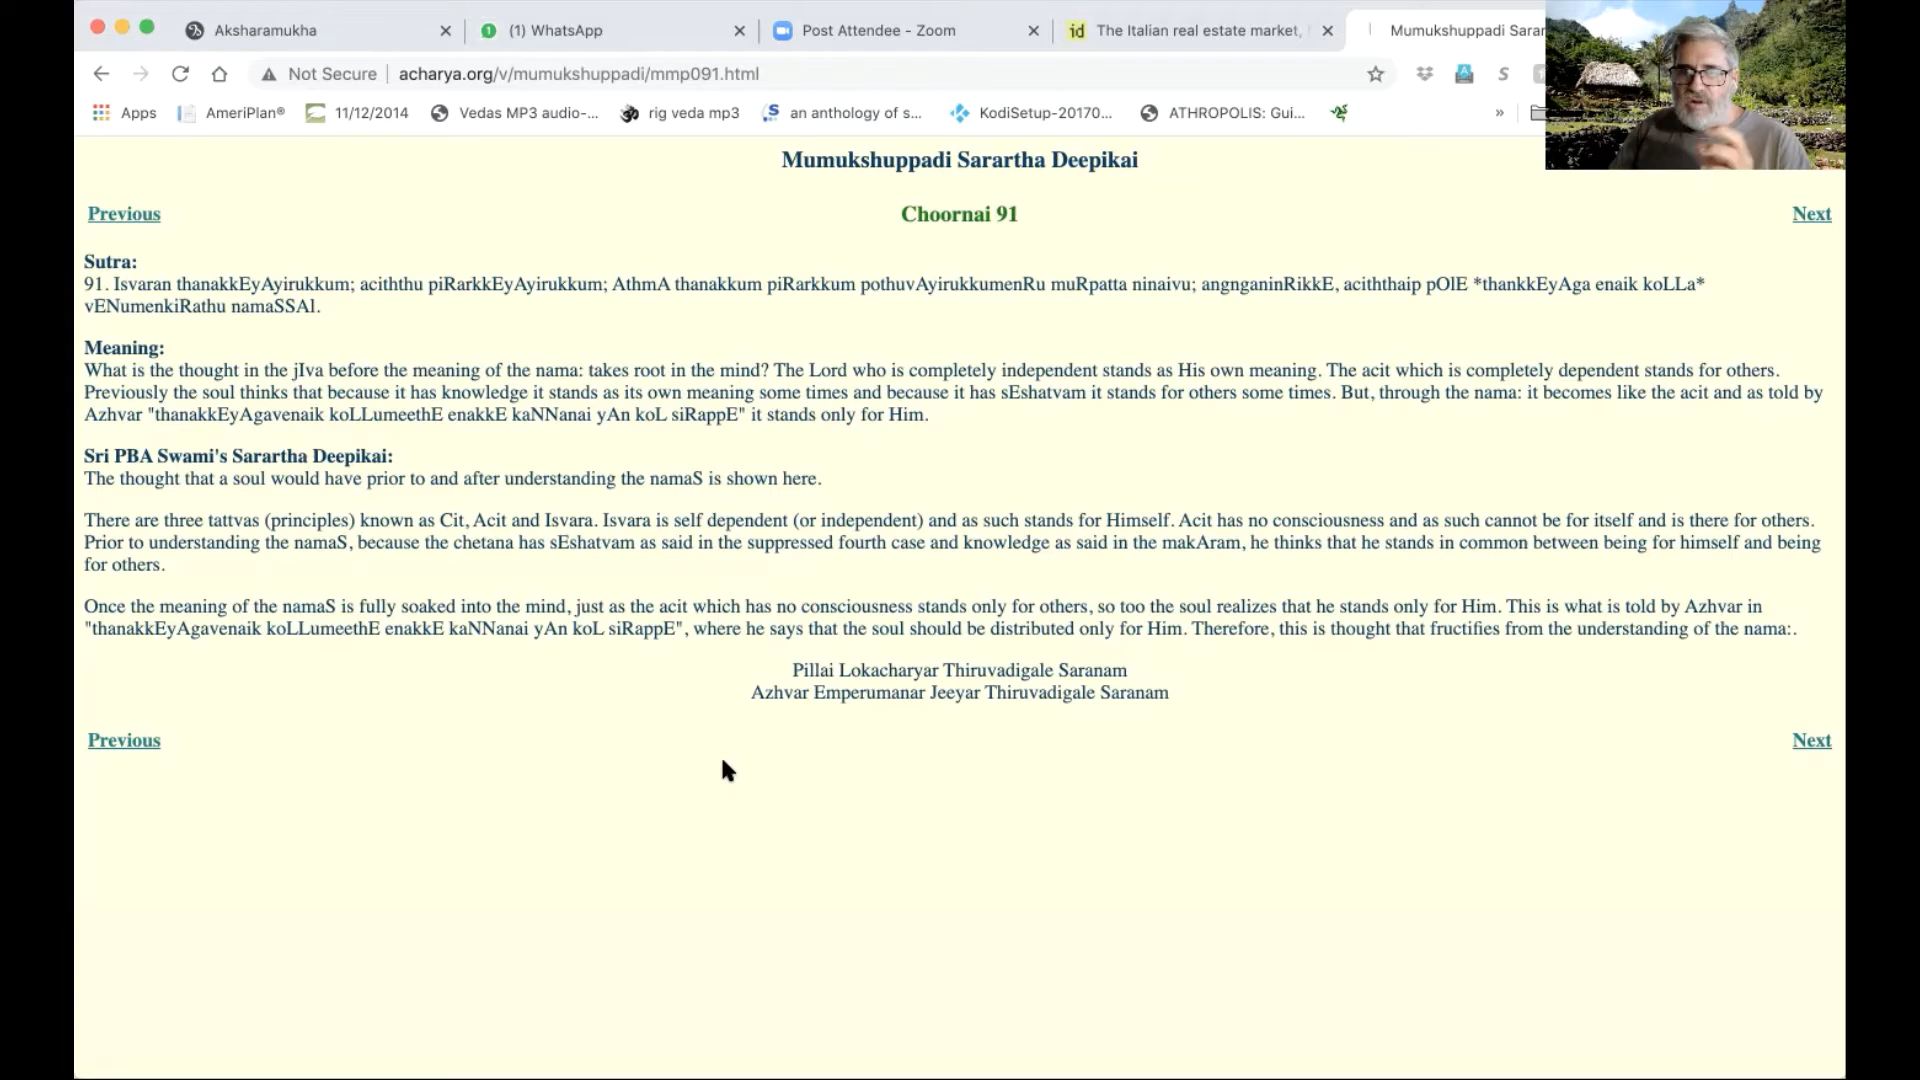 Aksharamukha
(1) WhatsApp
Post Attendee - Zoom
id The Italian real estate market,
Mumukshuppadi Sarar
Not Secure
acharya.org/v/mumukshuppadi/mmp091.html
Apps
AmeriPlan®
11/12/2014
Vedas MP3 audio-...
rig veda mp3
an anthology of s...
KodiSetup-20170...
ATHROPOLIS: Gui...
»
Mumukshuppadi Sarartha Deepikai
Previous
Choornai 91
Next
Sutra:
91. Isvaran thanakkEyAyirukkum; aciththu piRarkkEyAyirukkum; AthmA thanakkum piRarkkum pothuvAyirukkumenRu muRpatta ninaivu; angnganinRikkE, aciththaip pOlE *thankkEyAga enaik koLLa*
vENumenkiRathu namaSSAl.
Meaning:
What is the thought in the jIva before the meaning of the nama: takes root in the mind? The Lord who is completely independent stands as His own meaning. The acit which is completely dependent stands for others.
Previously the soul thinks that because it has knowledge it stands as its own meaning some times and because it has sEshatvam it stands for others some times. But, through the nama: it becomes like the acit and as told by
Azhvar "thanakkEyAgavenaik koLLumeethE enakkE kaNNanai yAn koL siRappE" it stands only for Him.
Sri PBA Swami's Sarartha Deepikai:
The thought that a soul would have prior to and after understanding the namaS is shown here.
There are three tattvas (principles) known as Cit, Acit and Isvara. Isvara is self dependent (or independent) and as such stands for Himself. Acit has no consciousness and as such cannot be for itself and is there for others.
Prior to understanding the namaS, because the chetana has sEshatvam as said in the suppressed fourth case and knowledge as said in the makAram, he thinks that he stands in common between being for himself and being
for others.
Once the meaning of the namaS is fully soaked into the mind, just as the acit which has no consciousness stands only for others, so too the soul realizes that he stands only for Him. This is what is told by Azhvar in
"thanakkEyAgavenaik koLLumeethE enakkE kaNNanai yAn koL siRappE", where he says that the soul should be distributed only for Him. Therefore, this is thought that fructifies from the understanding of the nama:.
Pillai Lokacharyar Thiruvadigale Saranam
Azhvar Emperumanar Jeeyar Thiruvadigale Saranam
Previous
Next